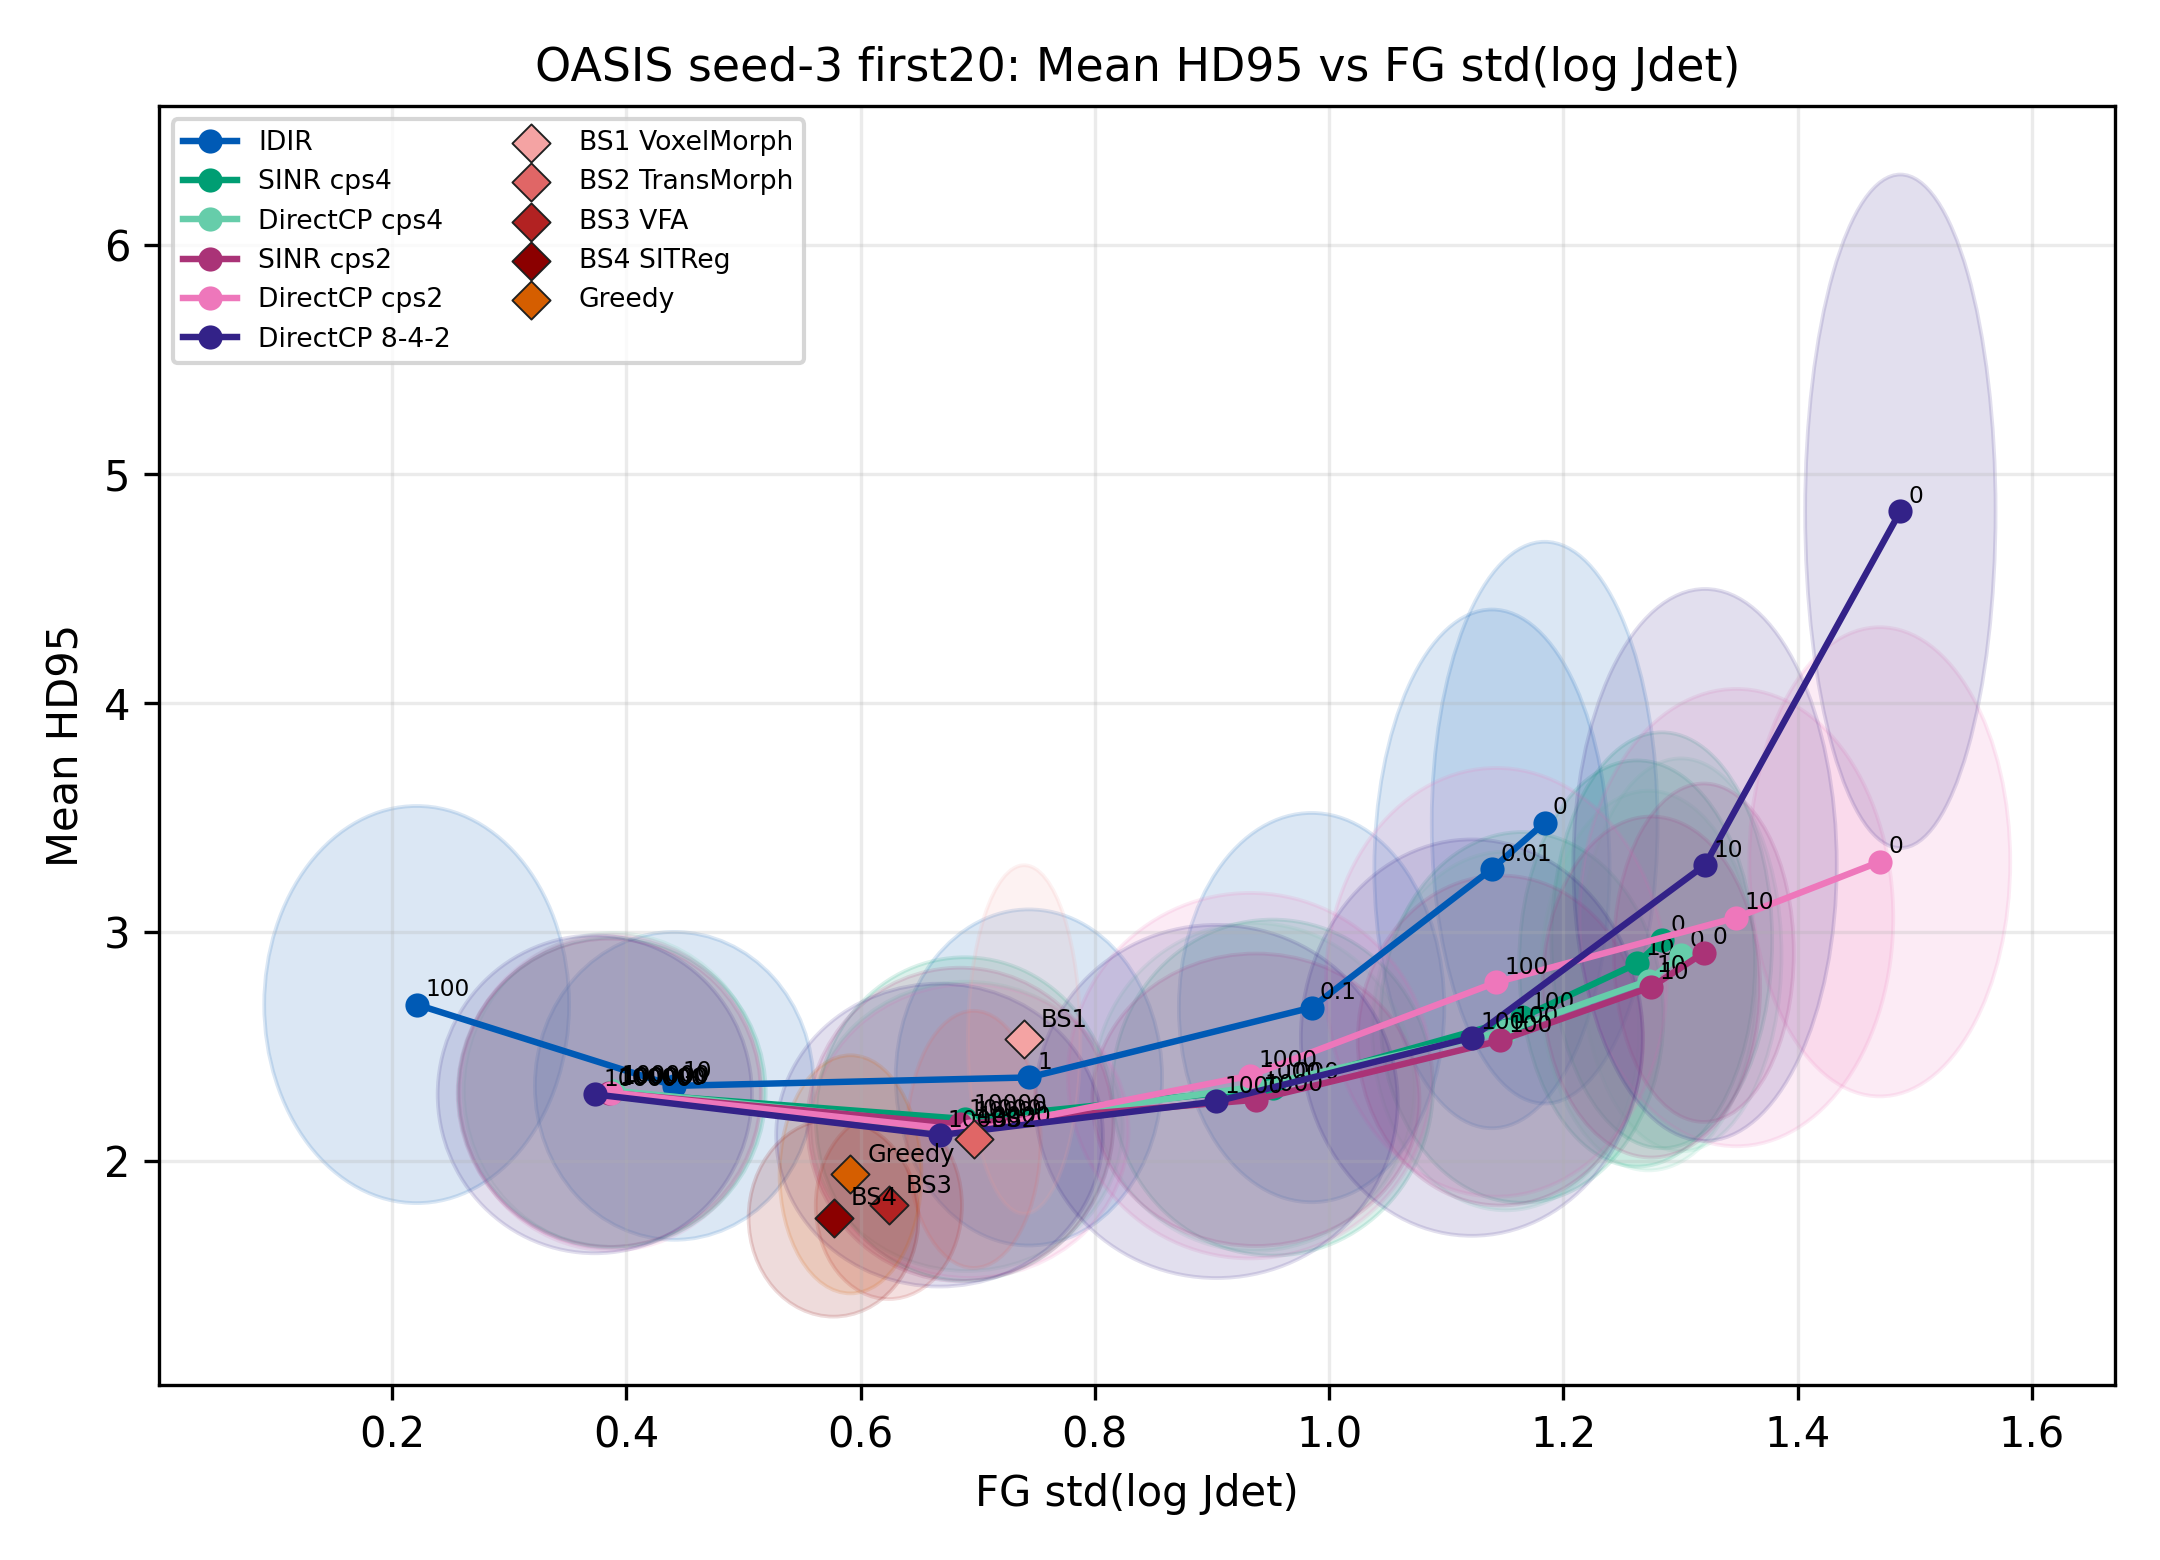 OASIS seed-3 first20: Mean HD95 vs FG std(log Jdet)
IDIR
SINR cps4
DirectCP cps4
SINR cps2
DirectCP cps2
DirectCP 8-4-2
BS1 VoxelMorph
BS2 TransMorph
BS3 VFA
BS4 SITReg
Greedy
Mean HD95
6
5
4
3
2
0
0
0.01
10
0
10
0
0
10
10
100
100
100
0.1
100
BS1
1
10
1000
1000
Greedy
BS3
BS4
0.2
0.4
0.6
0.8
1.0
1.2
1.4
1.6
FG std(log Jdet)